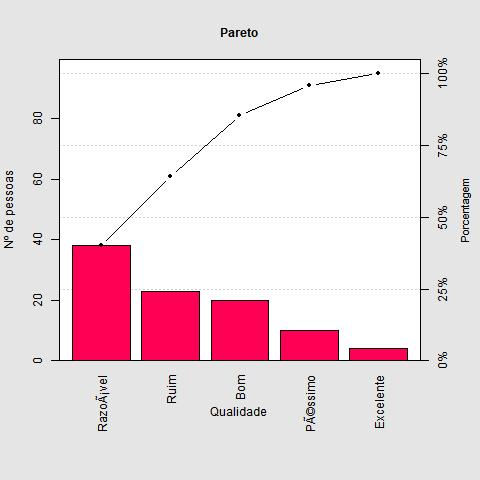 Pareto
Nº de pessoas
0
20
40
60
80
0%
25%
50%
75%
100%
Porcentagem
RazoÃ¡vel
Ruim
Bom
PÃ©ssimo
Excelente
Qualidade